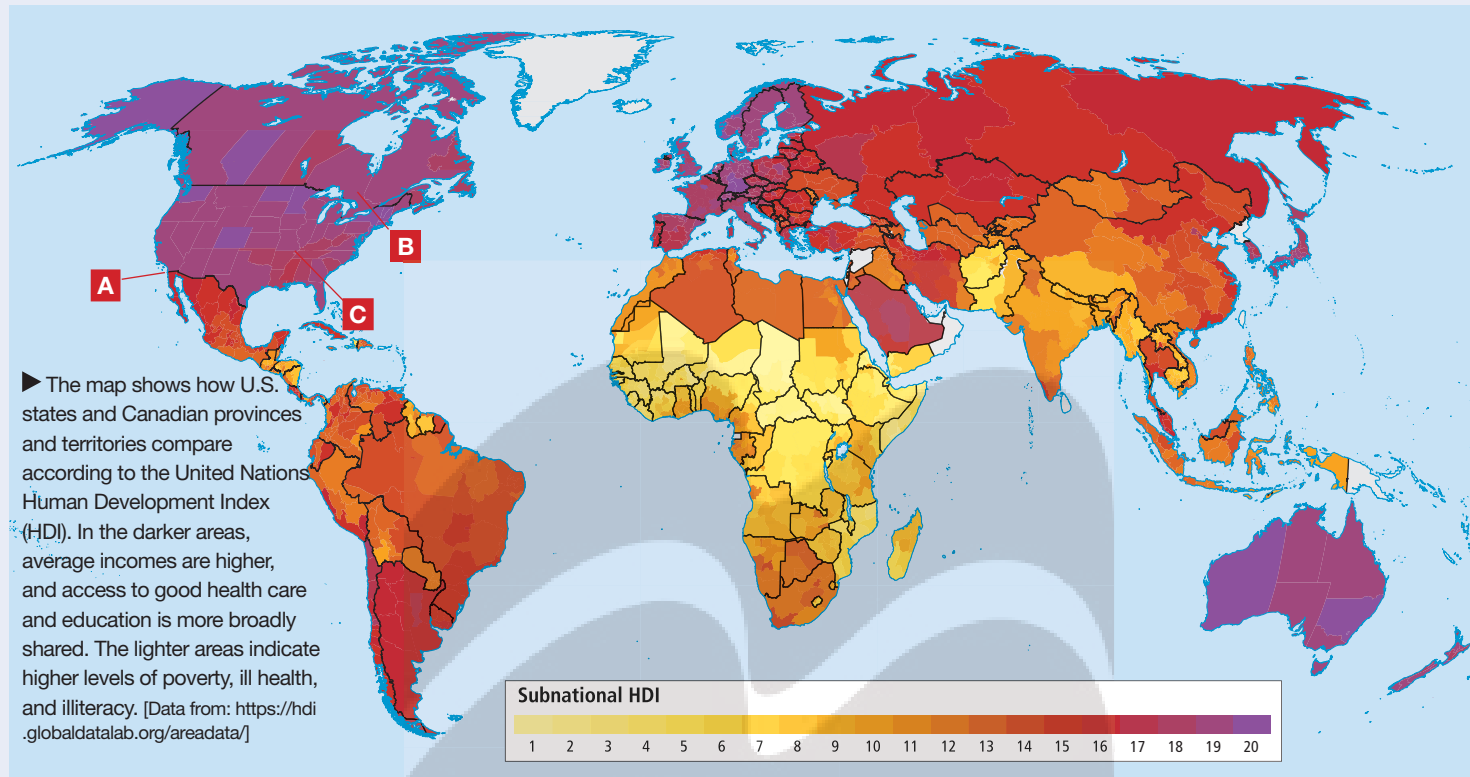 B
A
C
▶ The map shows how U.S.
states and Canadian provinces
and territories compare
according to the United Nations
Human Development Index
(HDI). In the darker areas,
average incomes are higher,
and access to good health care
and education is more broadly
shared. The lighter areas indicate
higher levels of poverty, ill health,
and illiteracy. [Data from: https://hdi
.globaldatalab.org/areadata/]
Subnational HDI
1 2 3 4 5 6 7 8 9 10 11 12 13 14 15 16 17 18 19 20